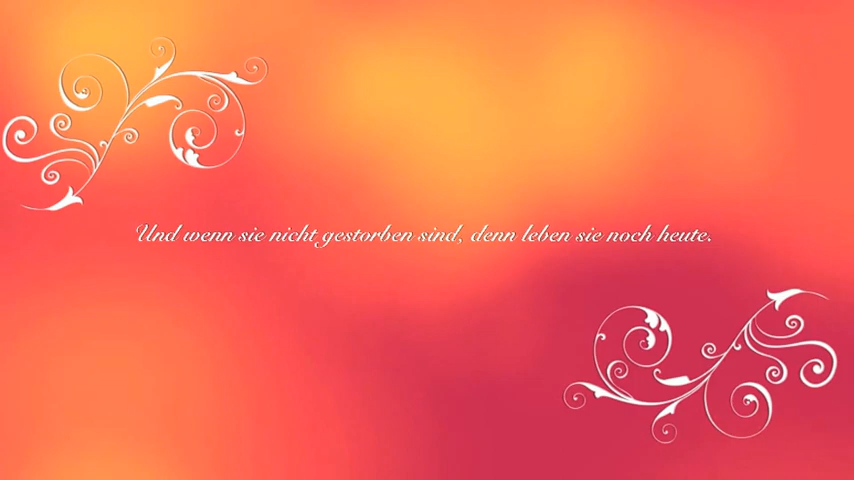 Und wenn sie nicht gestorben sind, denn leben sie noch heute.